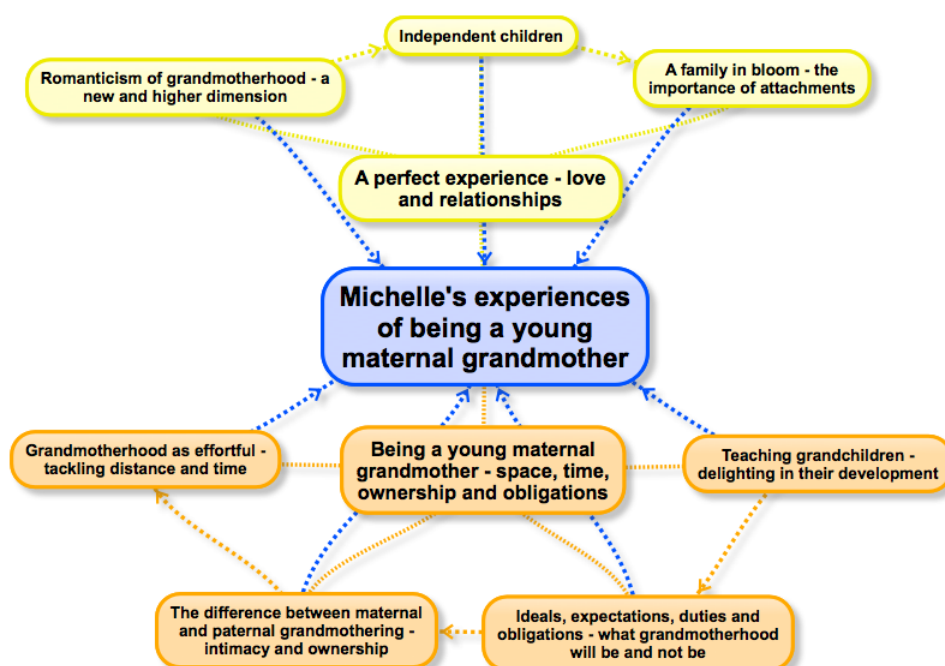 Independent children
Romanticism of grandmotherhood - a
new and higher dimension
A family in bloom - the
importance of attachments
A perfect experience - love
and relationships
Michelle's experiences
of being a young
maternal grandmother
Grandmotherhood as effortful -
tackling distance and time
Being a young maternal
grandmother - space, time,
ownership and obligations
Teaching grandchildren -
delighting in their development
The difference between maternal
and paternal grandmothering -
intimacy and ownership
Ideals, expectations, duties and
obligations - what grandmotherhood
will be and not be